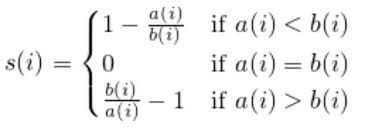 s(i) = { 1 − a(i)/b(i) if a(i) < b(i)
0 if a(i) = b(i)
b(i)/a(i) − 1 if a(i) > b(i)